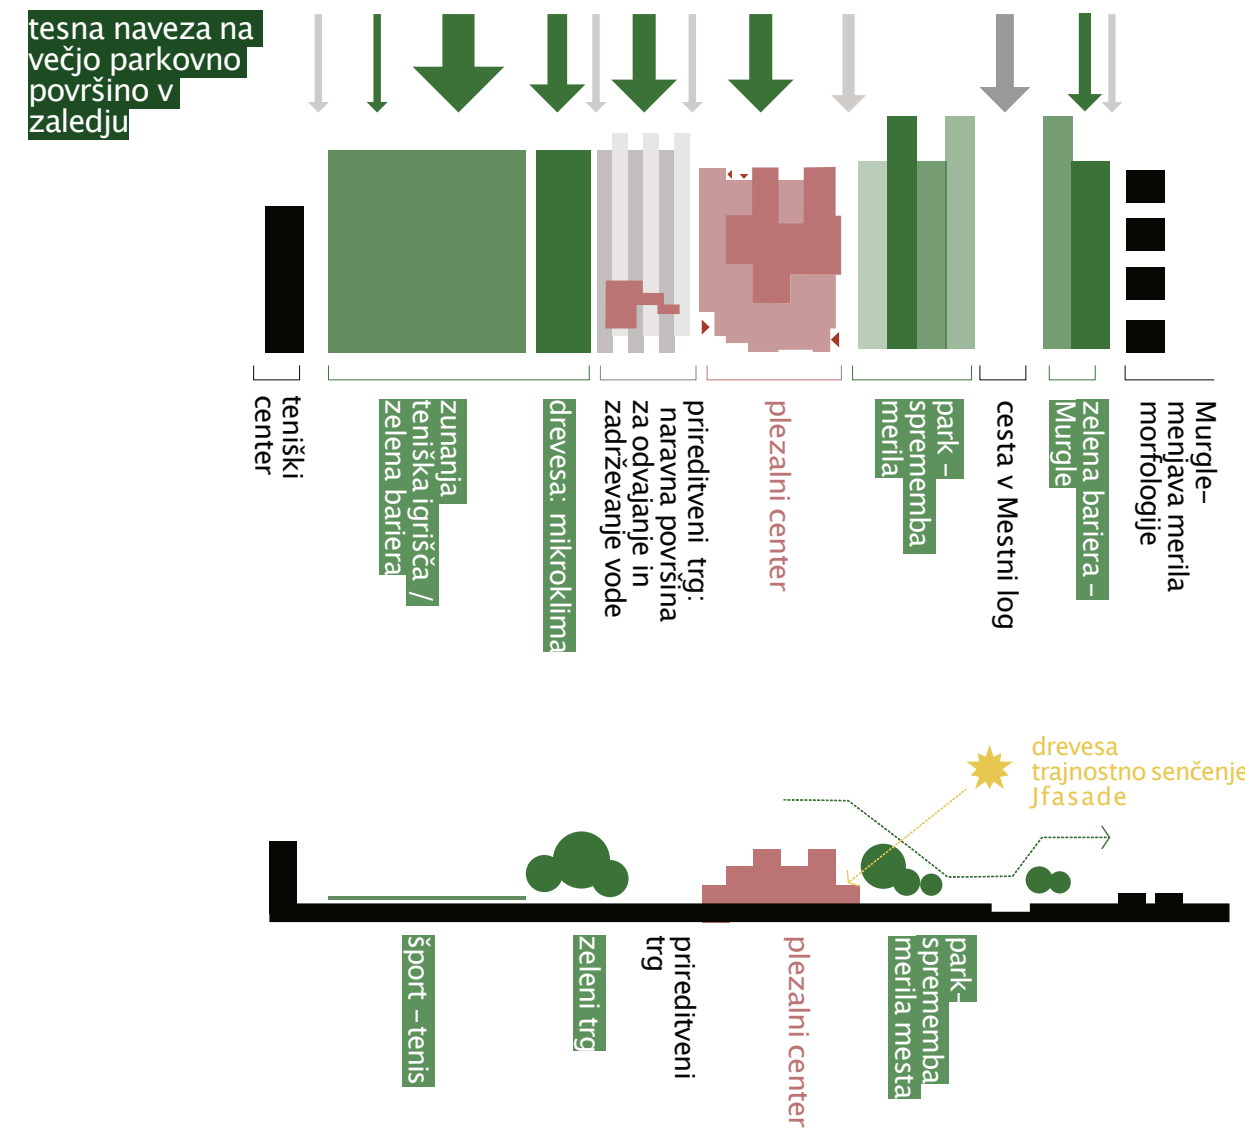 tesna naveza na
večjo parkovno
površino v
zaledju
teniški
center
zunanja
teniška igrišča /
zelena bariera
drevesa: mikroklima
prireditveni trg:
naravna površina
za odvajanje in
zadrževanje vode
plezalni center
park –
sprememba
merila
cesta v Mestni log
zelena bariera –
Murgle
Murgle–
menjava merila
morfologije
drevesa
trajnostno senčenje
Jfasade
šport – tenis
zeleni trg
prireditveni
trg
plezalni center
park–
sprememba
merila mesta